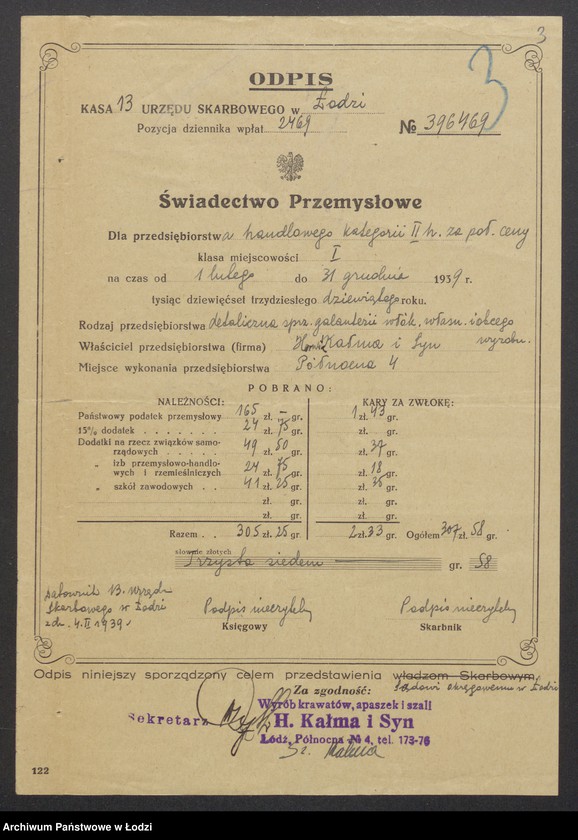 3
3
ODPIS
KASA 13 URZĘDU SKARBOWEGO w Łodzi
Pozycja dziennika wpłat 2469
№ 396469
Świadectwo Przemysłowe
Dla przedsiębiorstwa handlowego kategorii II h. za poł. ceny
klasa miejscowości I
na czas od 1 lutego do 31 grudnia 1939 r.
tysiąc dziewięćset trzydziestego dziewiątego roku.
Rodzaj przedsiębiorstwa detaliczna sprz. galanterii włók. własn. i obcego
wyrobu.
Właściciel przedsiębiorstwa (firma) H. Kałma i Syn
Miejsce wykonania przedsiębiorstwa Północna 4
POBRANO:
NALEŻNOŚCI: KARY ZA ZWŁOKĘ:
Państwowy podatek przemysłowy 165 zł. — gr. 1 zł. 43 gr.
15% dodatek 24 zł. 75 gr. zł. gr.
Dodatki na rzecz związków samo-
rządowych 49 zł. 50 gr. zł. 37 gr.
„ izb przemysłowo-handlo-
wych i rzemieślniczych 24 zł. 75 gr. zł. 18 gr.
„ szkół zawodowych 41 zł. 25 gr. zł. 35 gr.
zł. gr. zł. gr.
zł. gr. zł. gr.
Razem 305 zł. 25 gr. 2 zł. 33 gr. Ogółem 307 zł. 58 gr.
słownie złotych Trzysta siedem gr. 58
13. Urzędu
Skarbowego w Łodzi
4.II 1939.
Podpis nieczytelny Podpis nieczytelny
Księgowy Skarbnik
Odpis niniejszy sporządzony celem przedstawienia władzom Skarbowym,
Sądowi okręgowemu w Łodzi
Za zgodność:
Sekretarz
Wyrób krawatów, apaszek i szali
H. Kałma i Syn
Łódź, Północna № 4, tel. 173-76
122
Archiwum Państwowe w Łodzi